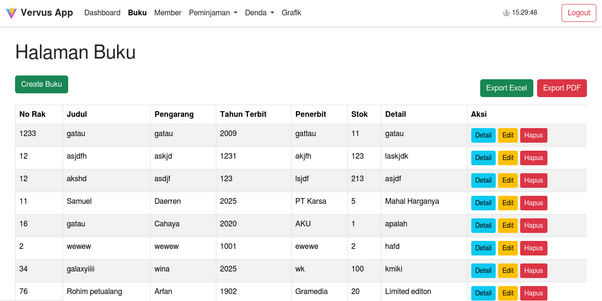 Vervus App Dashboard Buku Member Peminjaman Denda Grafik 15:29:48 Logout
Halaman Buku
Create Buku Export Excel Export PDF
No Rak Judul Pengarang Tahun Terbit Penerbit Stok Detail Aksi
1233 gatau gatau 2009 gattau 11 gatau Detail Edit Hapus
12 asjdfh askjd 1231 akjfh 123 laskjdk Detail Edit Hapus
12 akshd asdjf 123 lsjdf 213 asjdf Detail Edit Hapus
11 Samuel Daerren 2025 PT Karsa 5 Mahal Harganya Detail Edit Hapus
16 gatau Cahaya 2020 AKU 1 apalah Detail Edit Hapus
2 wewew wewew 1001 ewewe 2 hafd Detail Edit Hapus
34 galaxyiiii wina 2025 wk 100 kmiki Detail Edit Hapus
76 Rohim petualang Arfan 1902 Gramedia 20 Limited editon Detail Edit Hapus